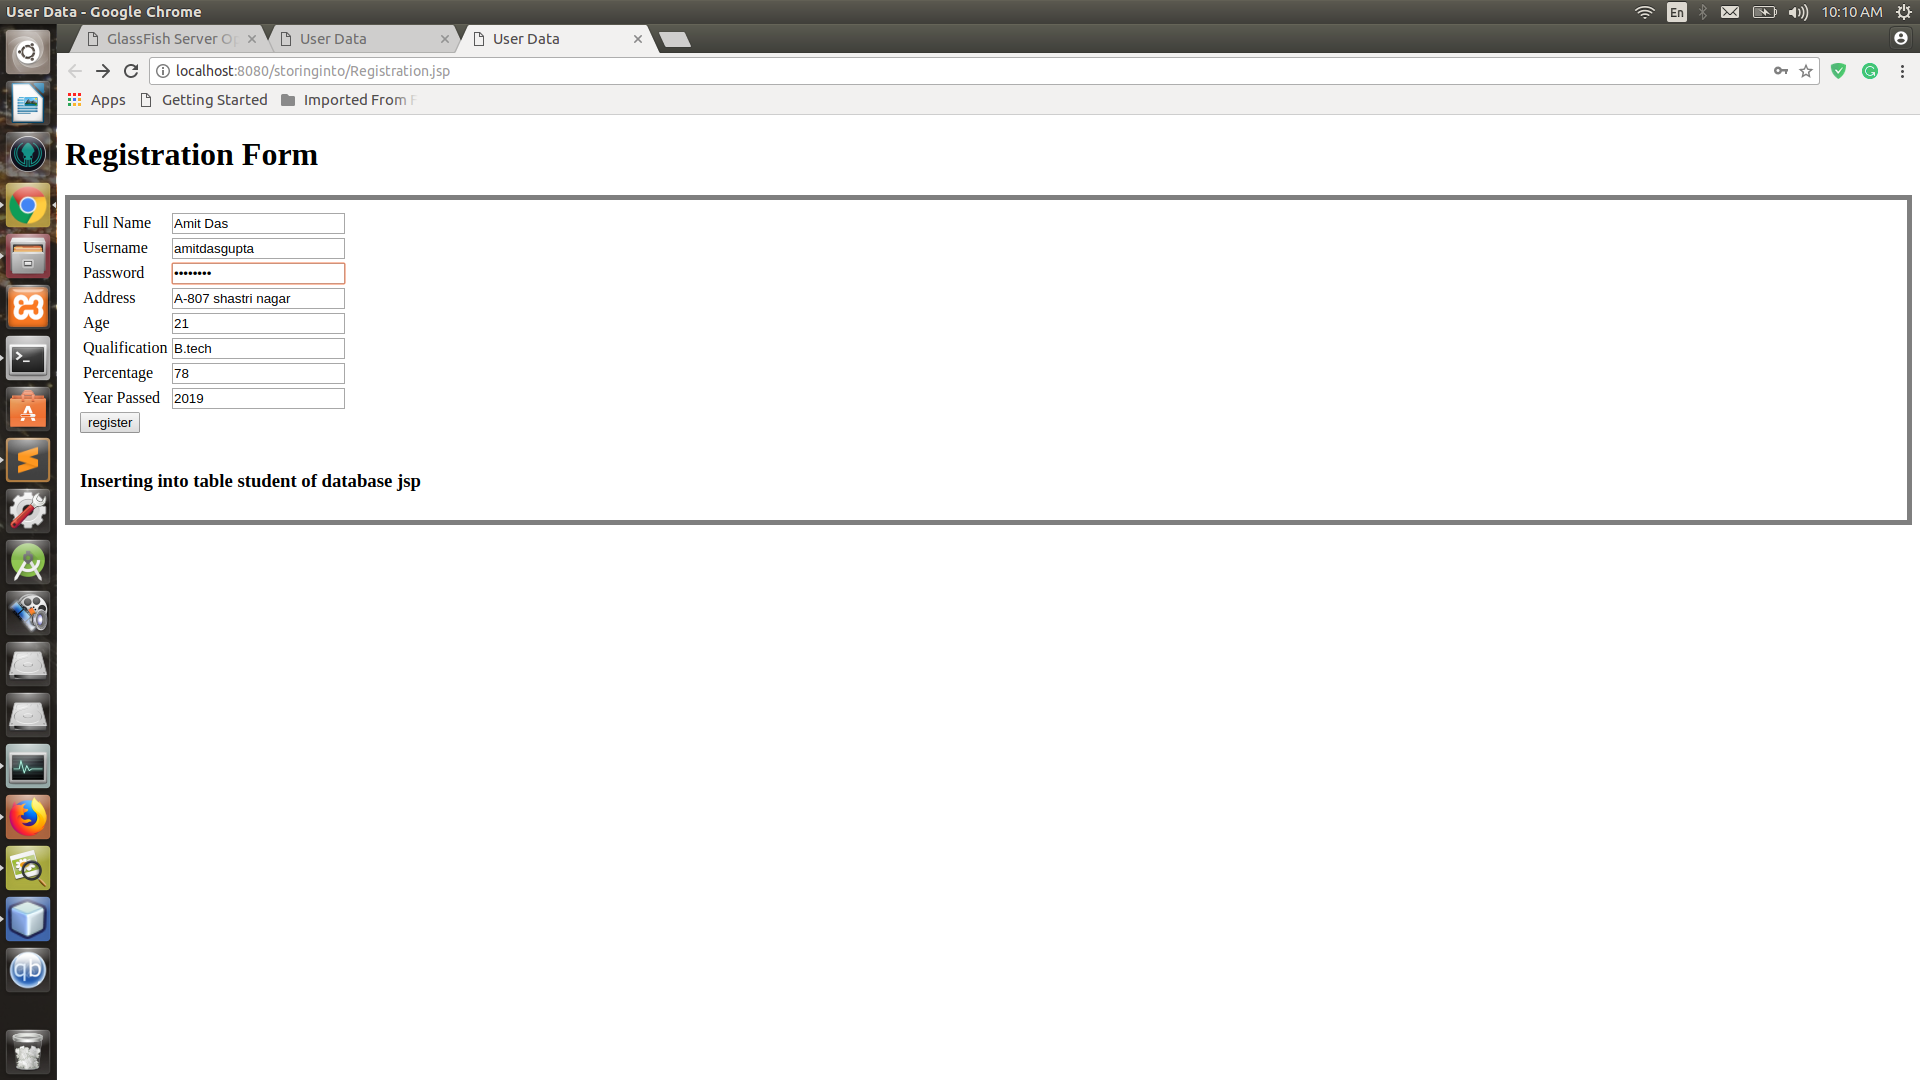 User Data - Google Chrome
En
10:10 AM
GlassFish Server Op
User Data
User Data
localhost:8080/storinginto/Registration.jsp
Apps
Getting Started
Imported From F
Registration Form
Full Name Amit Das
Username amitdasgupta
Password ••••••••
Address A-807 shastri nagar
Age 21
Qualification B.tech
Percentage 78
Year Passed 2019
register
Inserting into table student of database jsp
qb